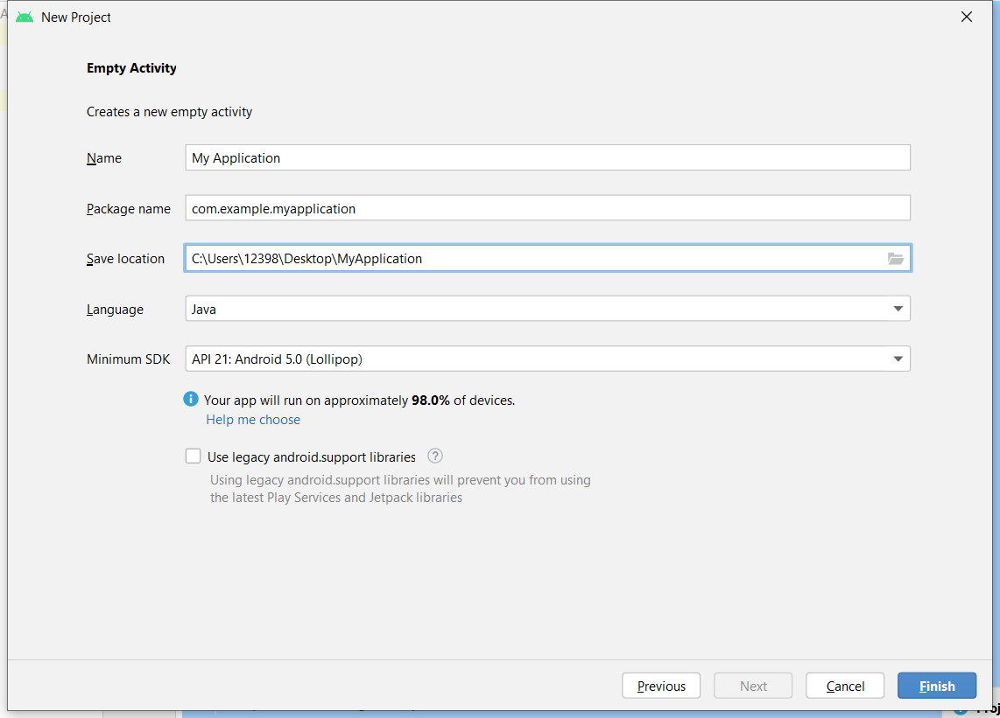 New Project
Empty Activity
Creates a new empty activity
Name My Application
Package name com.example.myapplication
Save location C:\Users\12398\Desktop\MyApplication
Language Java
Minimum SDK API 21: Android 5.0 (Lollipop)
Your app will run on approximately 98.0% of devices.
Help me choose
Use legacy android.support libraries ?
Using legacy android.support libraries will prevent you from using
the latest Play Services and Jetpack libraries
Previous Next Cancel Finish